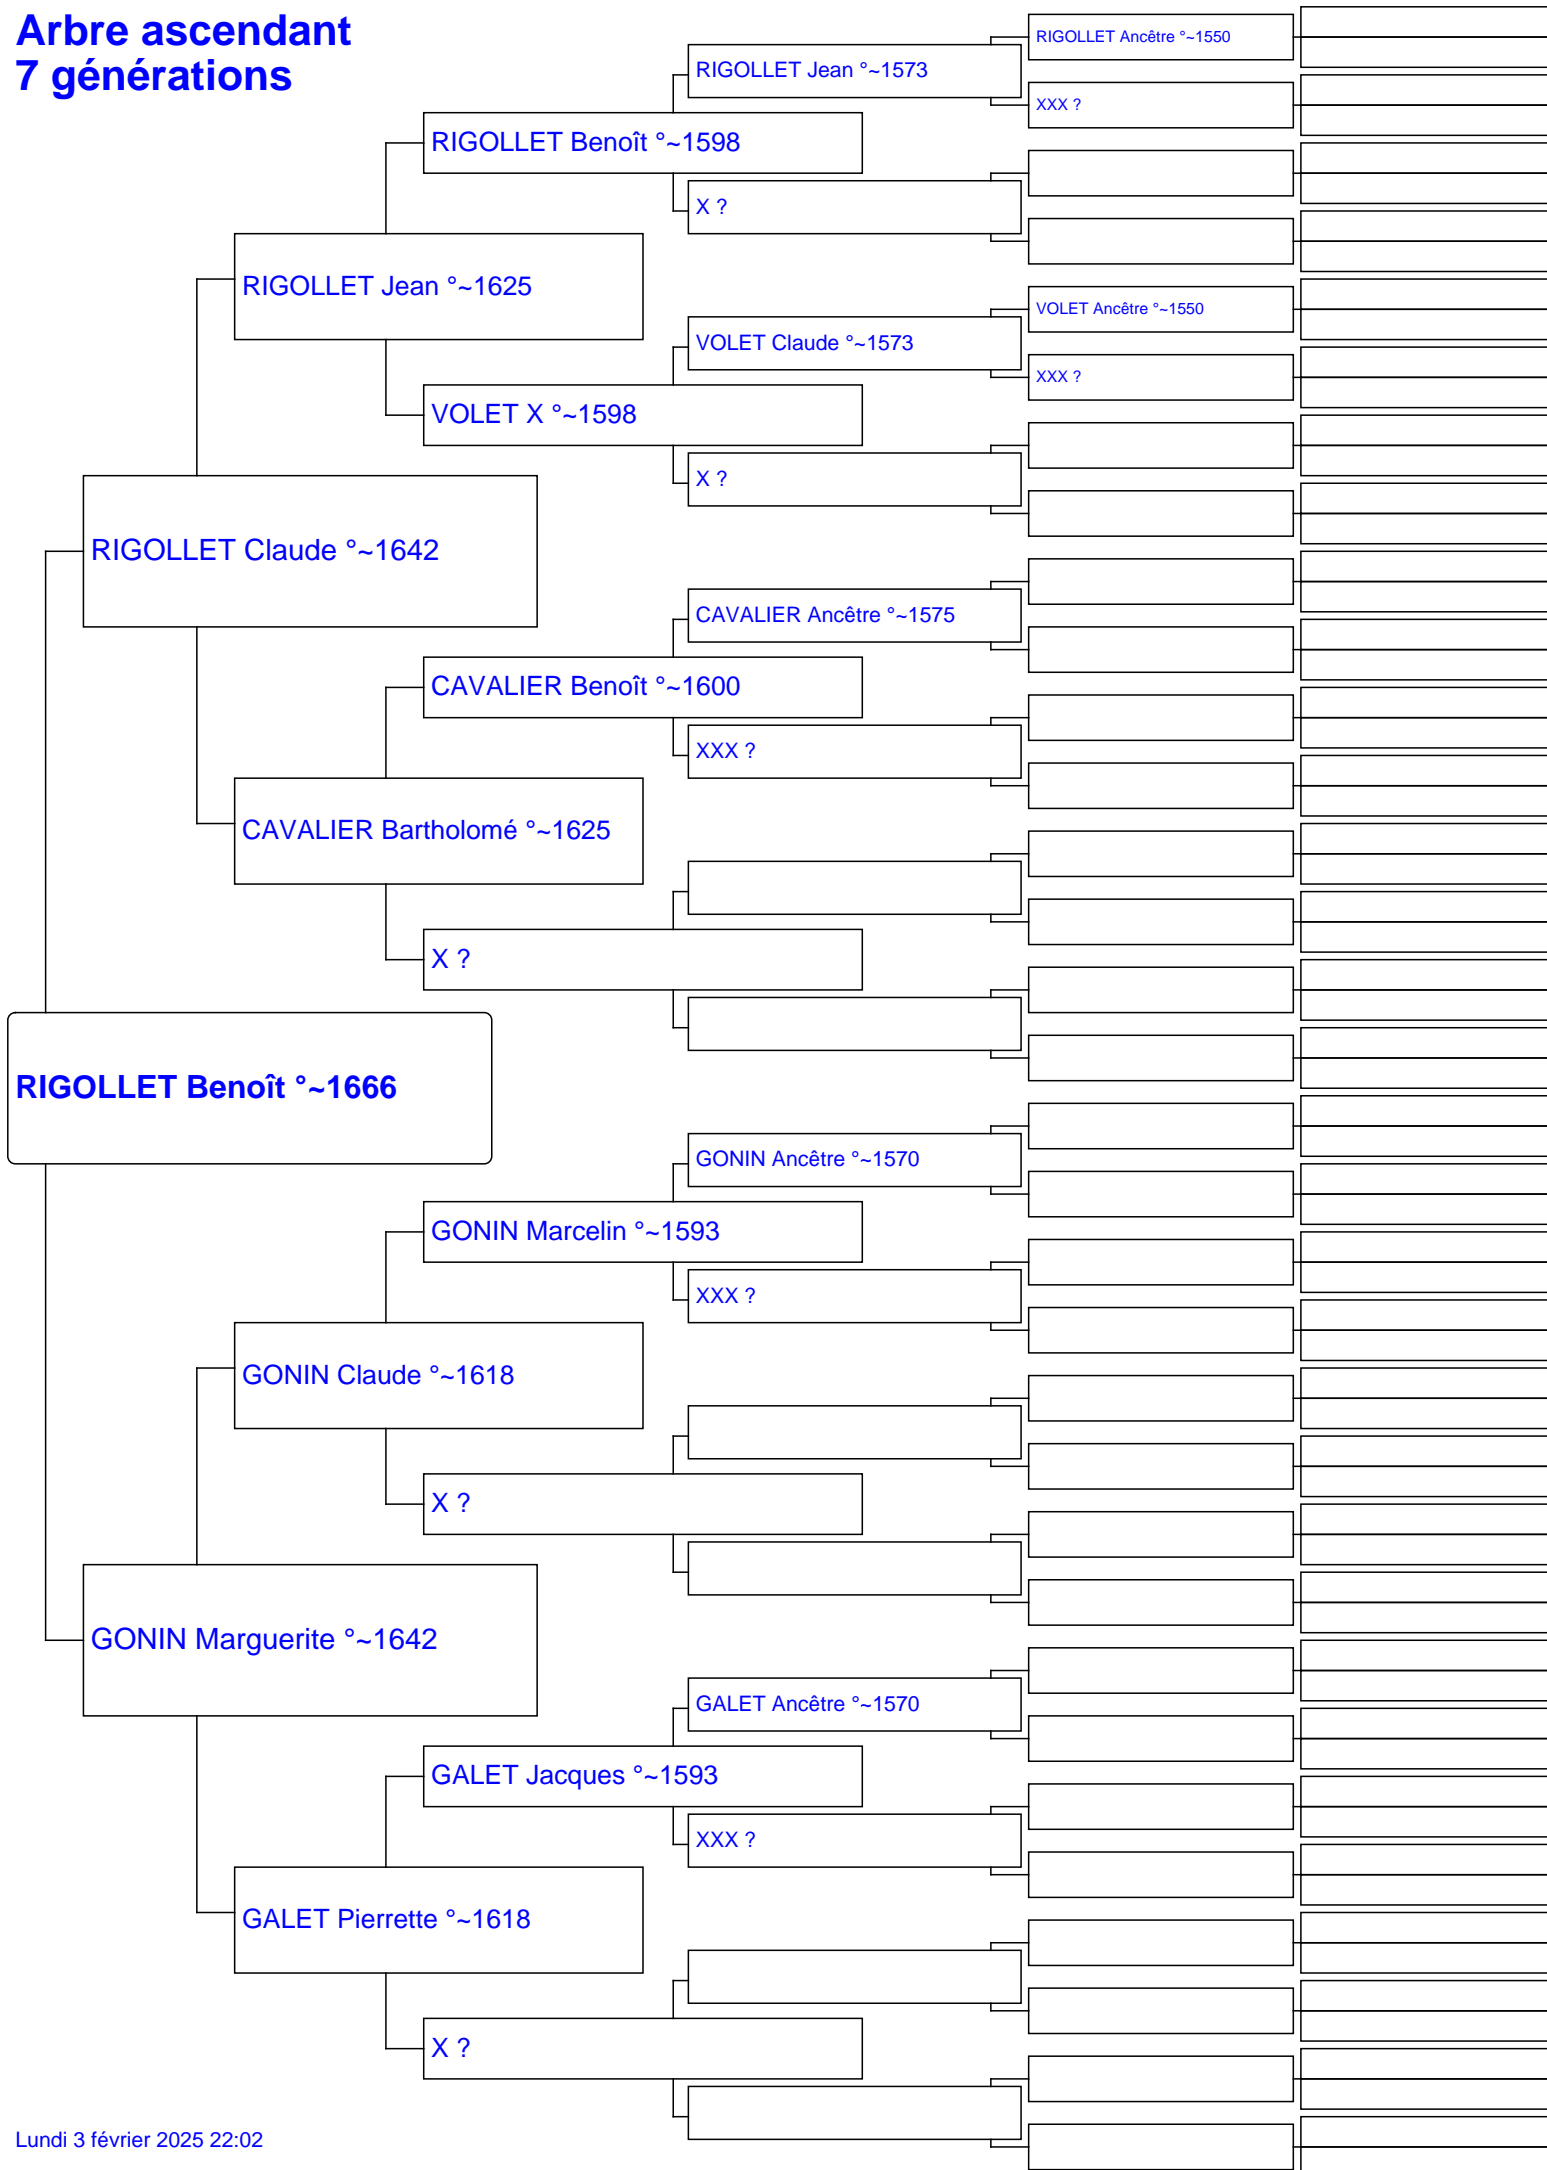 Arbre ascendant
7 générations
RIGOLLET Ancêtre °~1550
RIGOLLET Jean °~1573
XXX ?
RIGOLLET Benoît °~1598
X ?
RIGOLLET Jean °~1625
VOLET Ancêtre °~1550
VOLET Claude °~1573
XXX ?
VOLET X °~1598
X ?
RIGOLLET Claude °~1642
CAVALIER Ancêtre °~1575
CAVALIER Benoît °~1600
XXX ?
CAVALIER Bartholomé °~1625
X ?
RIGOLLET Benoît °~1666
GONIN Ancêtre °~1570
GONIN Marcelin °~1593
XXX ?
GONIN Claude °~1618
X ?
GONIN Marguerite °~1642
GALET Ancêtre °~1570
GALET Jacques °~1593
XXX ?
GALET Pierrette °~1618
X ?
Lundi 3 février 2025 22:02